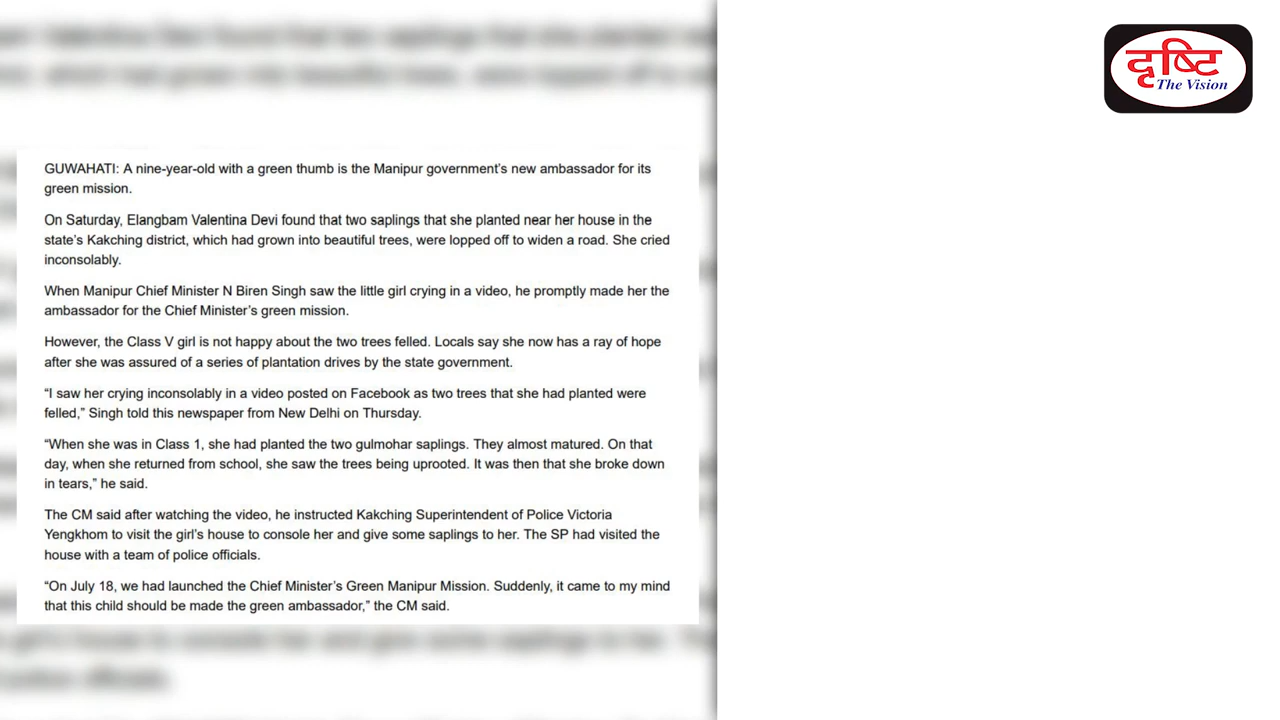 दृष्टि
The Vision
GUWAHATI: A nine-year-old with a green thumb is the Manipur government's new ambassador for its
green mission.
On Saturday, Elangbam Valentina Devi found that two saplings that she planted near her house in the
state's Kakching district, which had grown into beautiful trees, were lopped off to widen a road. She cried
inconsolably.
When Manipur Chief Minister N Biren Singh saw the little girl crying in a video, he promptly made her the
ambassador for the Chief Minister's green mission.
However, the Class V girl is not happy about the two trees felled. Locals say she now has a ray of hope
after she was assured of a series of plantation drives by the state government.
“I saw her crying inconsolably in a video posted on Facebook as two trees that she had planted were
felled,” Singh told this newspaper from New Delhi on Thursday.
“When she was in Class 1, she had planted the two gulmohar saplings. They almost matured. On that
day, when she returned from school, she saw the trees being uprooted. It was then that she broke down
in tears,” he said.
The CM said after watching the video, he instructed Kakching Superintendent of Police Victoria
Yengkhom to visit the girl's house to console her and give some saplings to her. The SP had visited the
house with a team of police officials.
“On July 18, we had launched the Chief Minister's Green Manipur Mission. Suddenly, it came to my mind
that this child should be made the green ambassador,” the CM said.